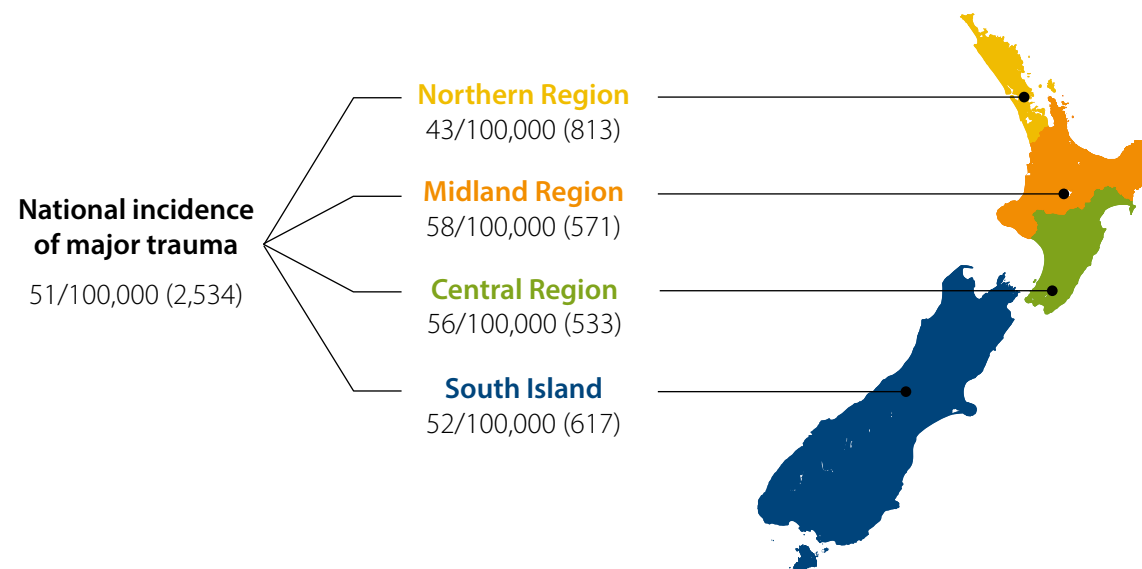 National incidence
of major trauma
51/100,000 (2,534)
Northern Region
43/100,000 (813)
Midland Region
58/100,000 (571)
Central Region
56/100,000 (533)
South Island
52/100,000 (617)